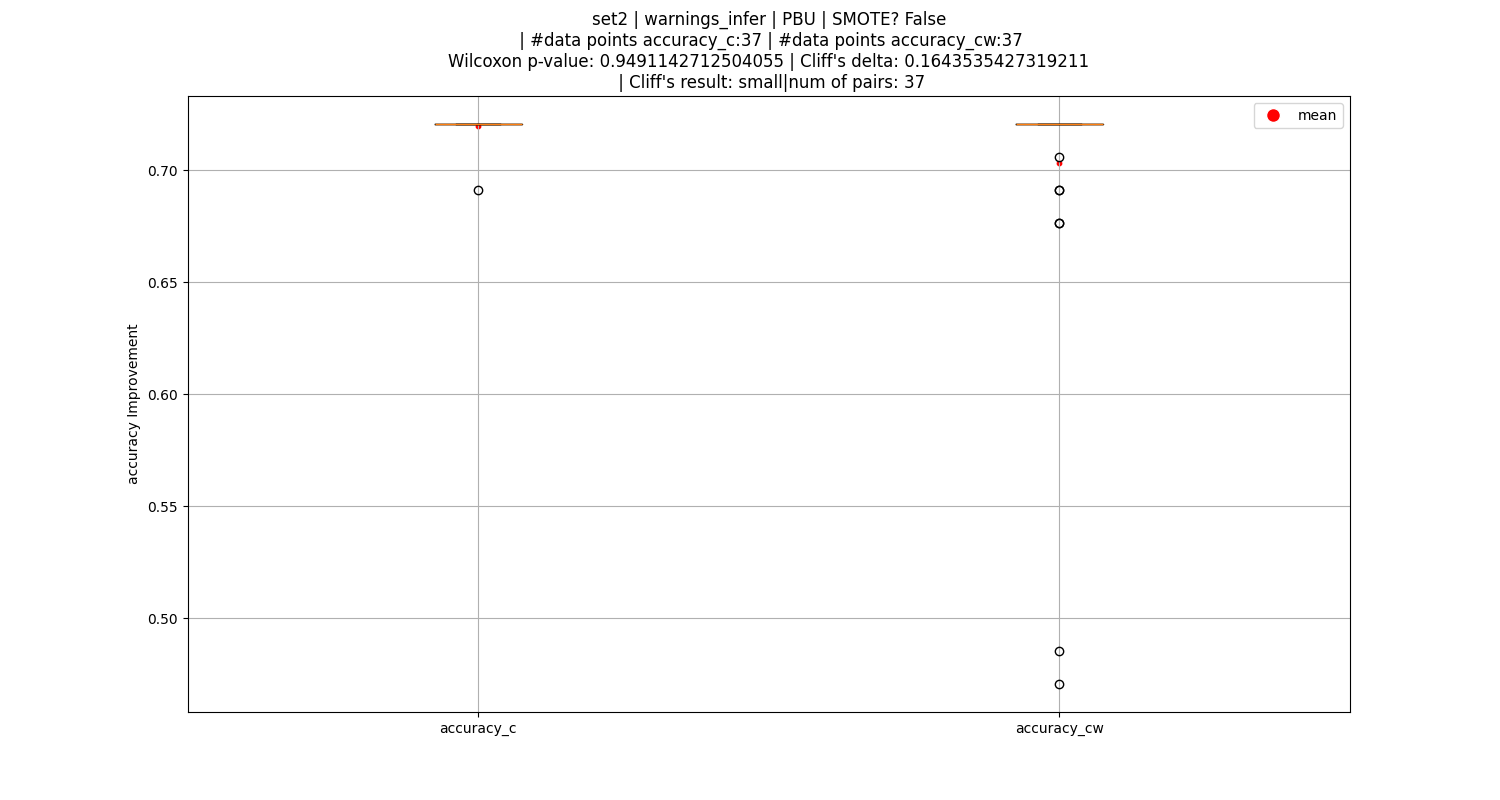 set2 | warnings_infer | PBU | SMOTE? False
| #data points accuracy_c:37 | #data points accuracy_cw:37
Wilcoxon p-value: 0.9491142712504055 | Cliff's delta: 0.1643535427319211
| Cliff's result: small|num of pairs: 37
mean
0.70
0.65
0.60
0.55
0.50
accuracy Improvement
accuracy_c
accuracy_cw